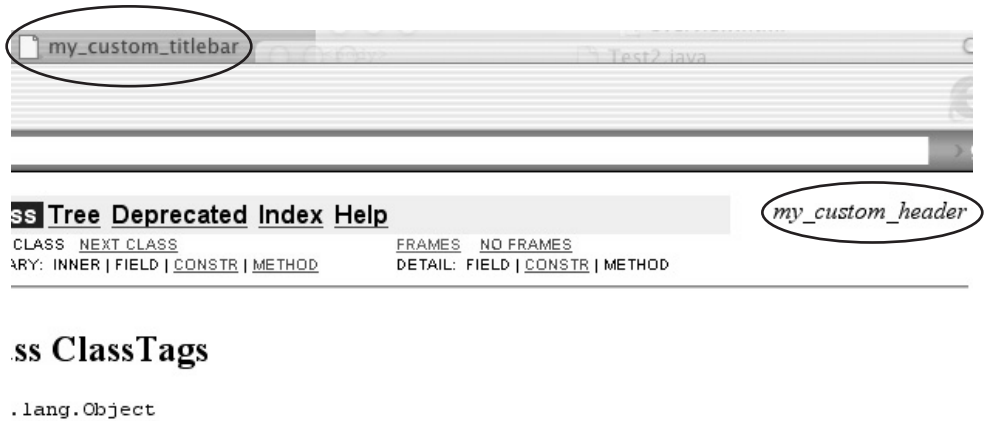 my_custom_titlebar
Test2.java
ss Tree Deprecated Index Help
my_custom_header
CLASS NEXT CLASS FRAMES NO FRAMES
ARY: INNER | FIELD | CONSTR | METHOD DETAIL: FIELD | CONSTR | METHOD
ss ClassTags
.lang.Object